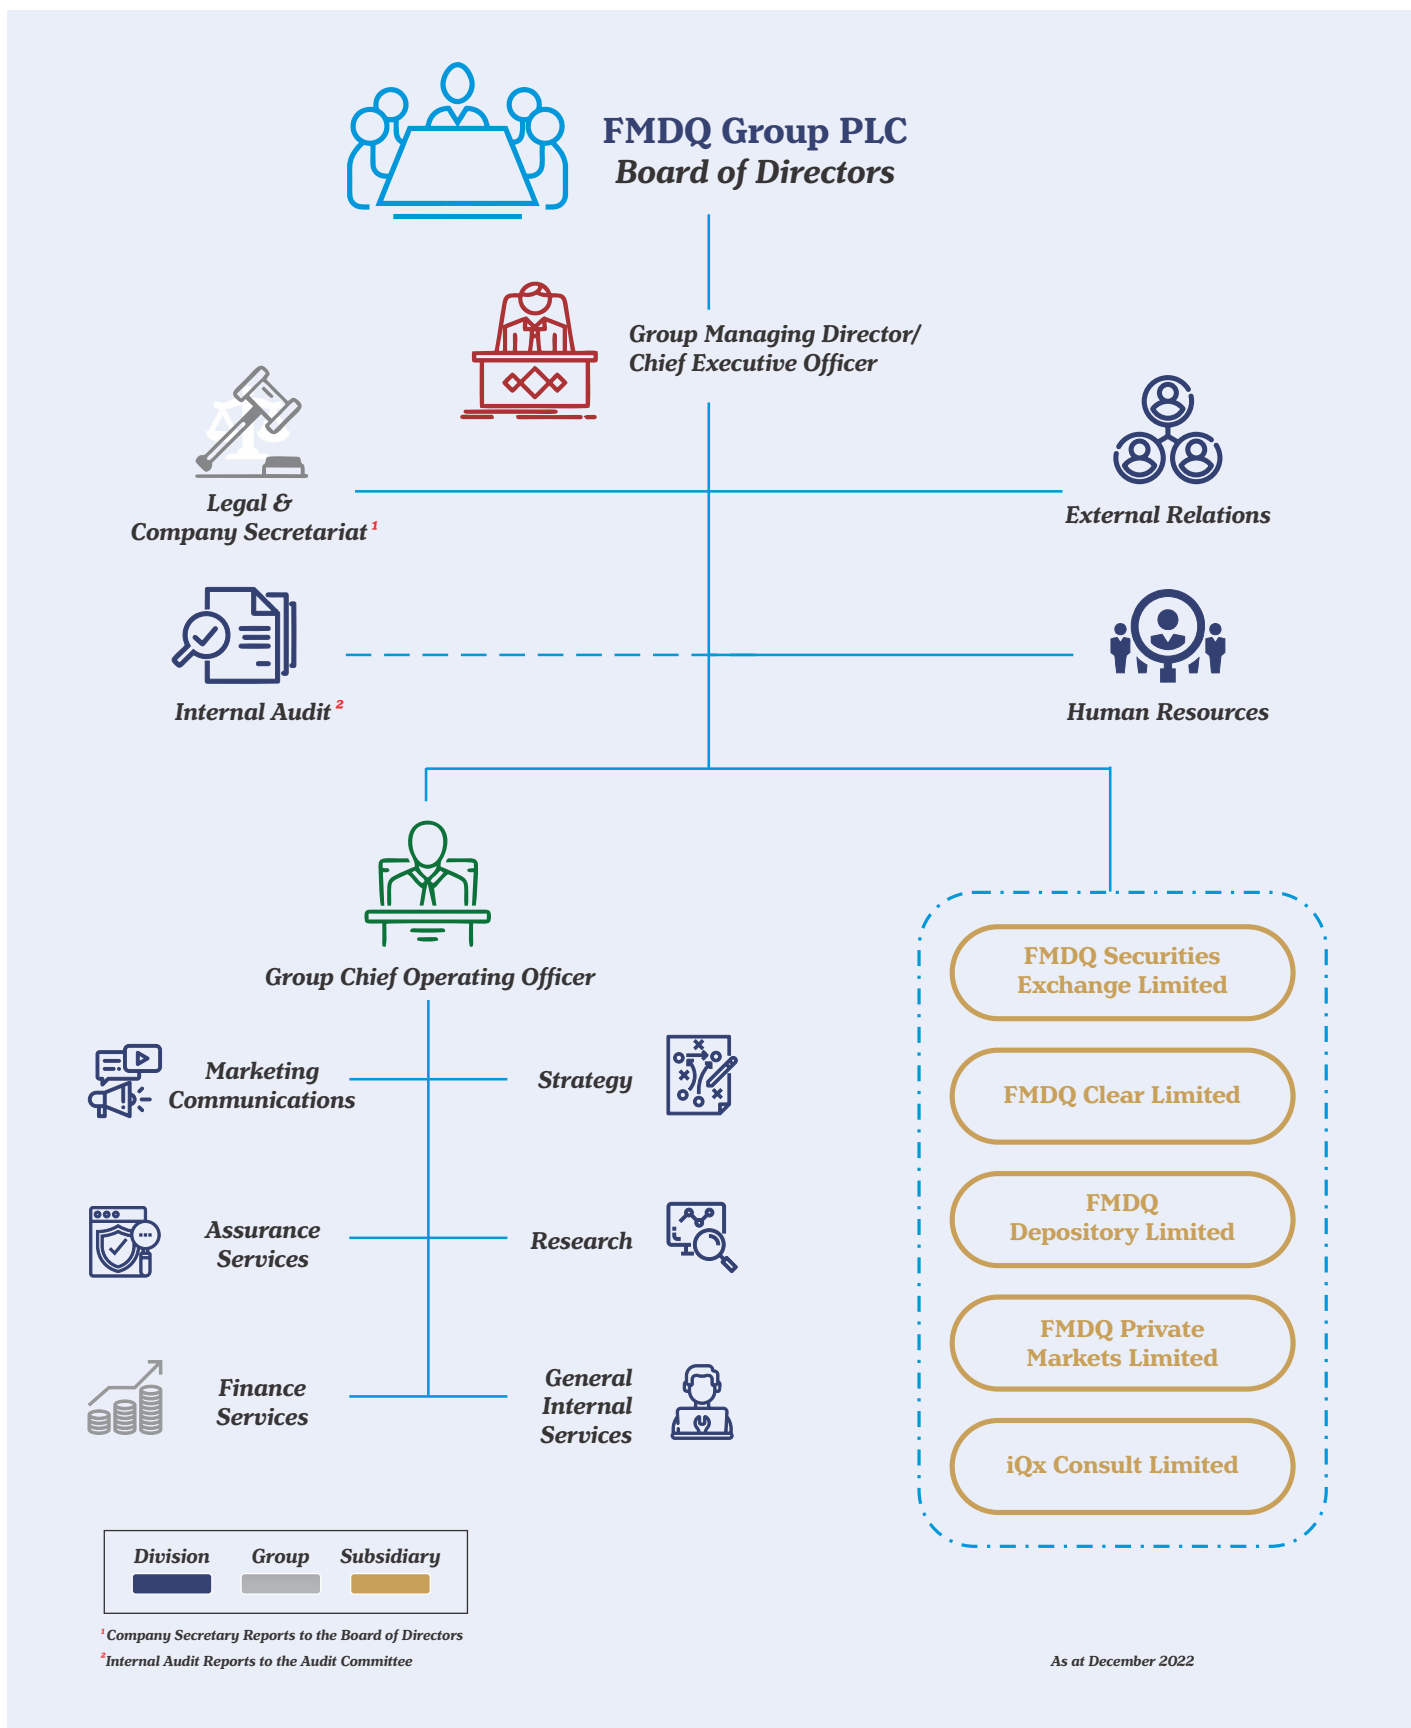 FMDQ Group PLC
Board of Directors
Group Managing Director/
Chief Executive Officer
Legal &
Company Secretariat ¹
External Relations
Internal Audit ²
Human Resources
Group Chief Operating Officer
Marketing
Communications
Strategy
Assurance
Services
Research
Finance
Services
General
Internal
Services
FMDQ Securities
Exchange Limited
FMDQ Clear Limited
FMDQ
Depository Limited
FMDQ Private
Markets Limited
iQx Consult Limited
Division Group Subsidiary
¹ Company Secretary Reports to the Board of Directors
² Internal Audit Reports to the Audit Committee
As at December 2022